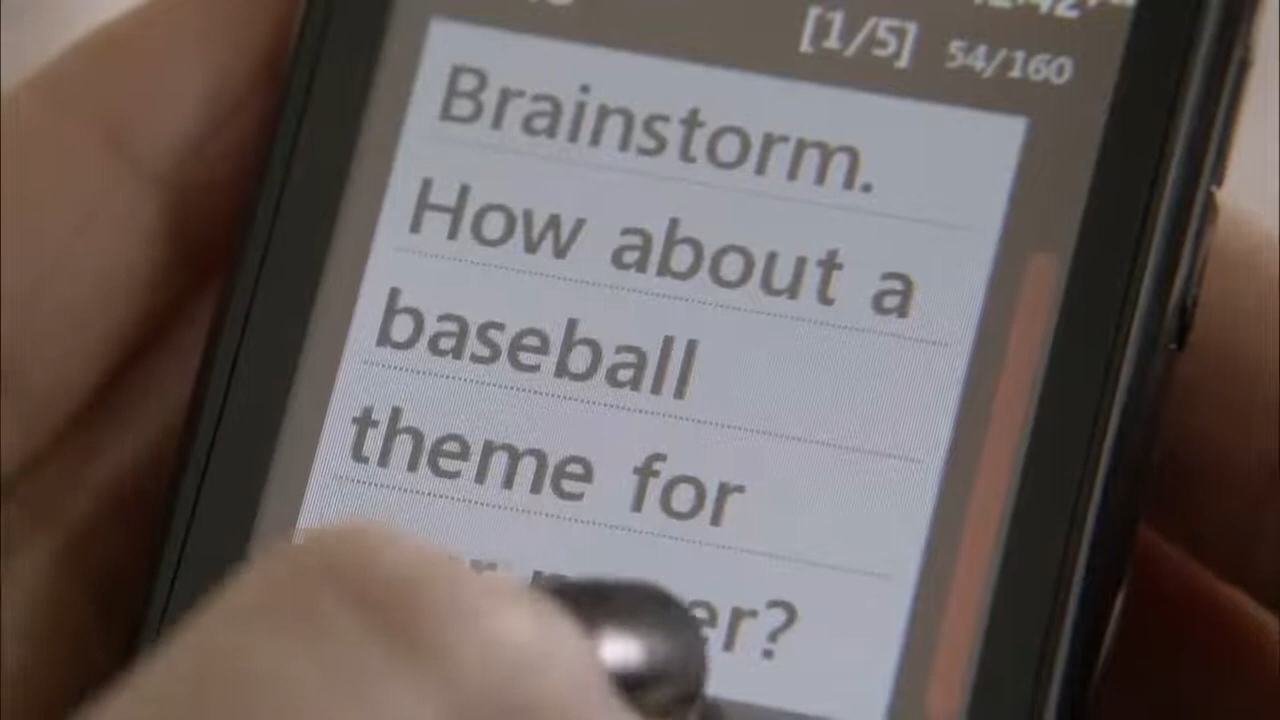 [1/5] 54/160
Brainstorm.
How about a
baseball
theme for